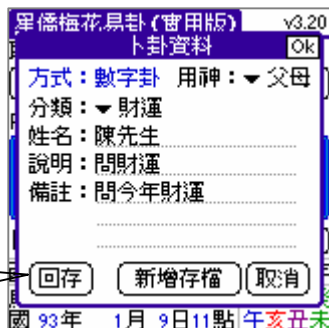 星僑梅花易卦(實用版) v3.20
卜卦資料 Ok
方式：數字卦 用神：▼父母
分類：▼財運
姓名：陳先生
說明：問財運
備註：問今年財運
回存 新增存檔 取消
國 93年 1月 9日11點 午亥丑未